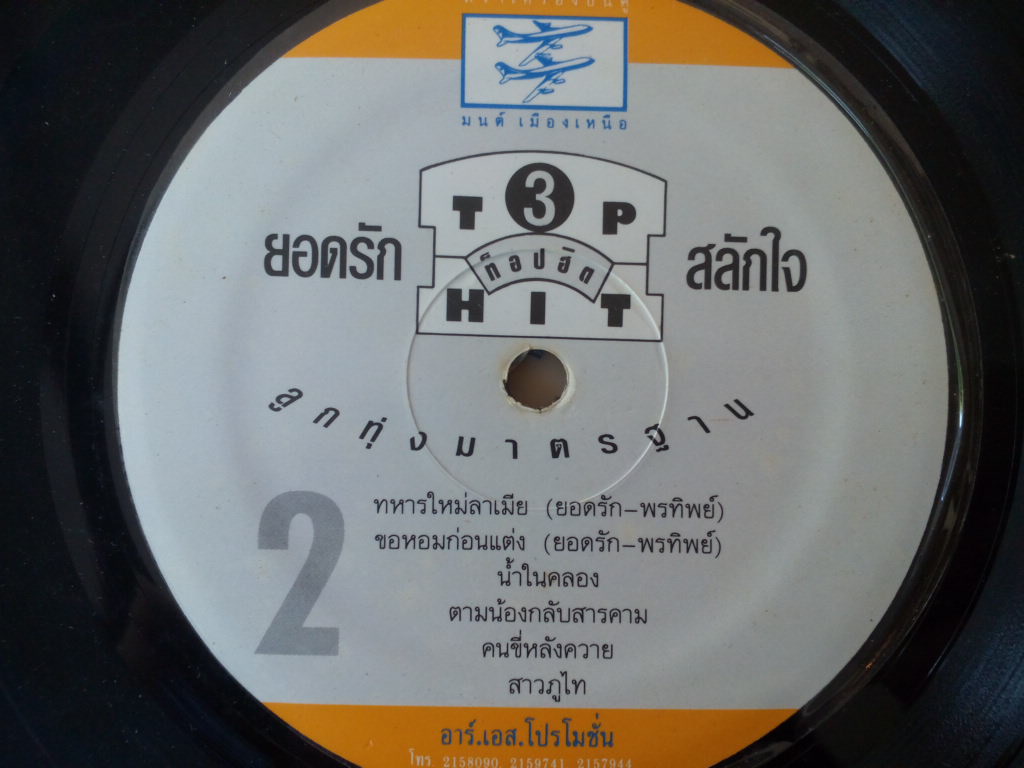 มนต์ เมืองเหนือ
3
TOP
ยอดรัก
ท็อปฮิต
สลักใจ
HIT
ลูกทุ่งมาตรฐาน
2
ทหารใหม่ลาเมีย (ยอดรัก-พรทิพย์)
ขอหอมก่อนแต่ง (ยอดรัก-พรทิพย์)
น้ำในคลอง
ตามน้องกลับสารคาม
คนขี่หลังควาย
สาวภูไท
อาร์.เอส.โปรโมชั่น
โทร. 2158090, 2159741, 2157944